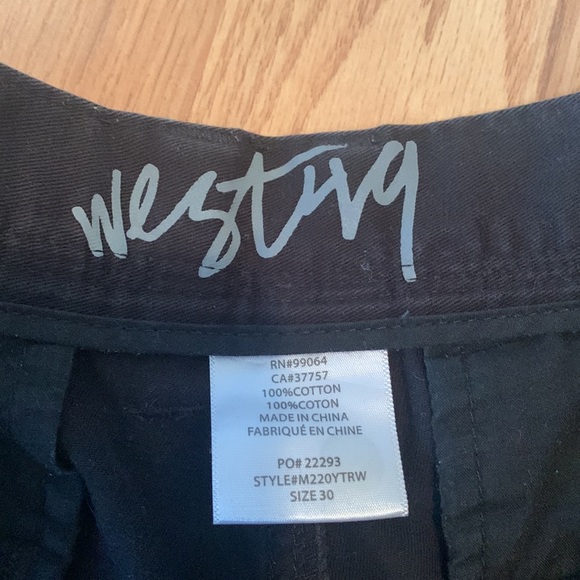 westivg
RN#99064
CA#37757
100%COTTON
100%COTON
MADE IN CHINA
FABRIQUÉ EN CHINE
PO# 22293
STYLE#M220YTRW
SIZE 30